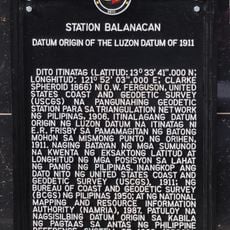 STATION BALANACAN
DATUM ORIGIN OF THE LUZON DATUM OF 1911
DITO ITINATAG (LATITUD: 13° 33' 41".000 N;
LONGHITUD: 121° 52' 03".000 E; CLARKE
SPHEROID 1866) NI O.W. FERGUSON, UNITED
STATES COAST AND GEODETIC SURVEY
(USCGS) NA PANGUNAHING GEODETIC
STATION PARA SA TRIANGULATION NETWORK
NG PILIPINAS, 1906. ITINALAGANG DATUM
ORIGIN NG LUZON DATUM NA ITINATAG NA
E.R. FRISBY SA PAMAMAGITAN NG BATONG
MOHON SA MISMONG PUNTO NG ORIHEN,
1911. NAGING BATAYAN NG MGA SUMUNOD
NA KWENTA NG EKSAKTONG LATITUD AT
LONGHITUD NG MGA POSISYON SA LAHAT
NG PANIG NG PILIPINAS. INANGKOP ANG
DATO NITO NG UNITED STATES COAST AND
GEODETIC SURVEY (USCGS), 1911; NG
BUREAU OF COAST AND GEODETIC SURVEY
(BCGS) NG PILIPINAS 1950; AT NG NATIONAL
MAPPING AND RESOURCE INFORMATION
AUTHORITY (NAMRIA), 1987. PATULOY NA
NAGSISILBING DATUM ORIGIN SA KABILA
NG PAGTAAS SA ANTAS NG PHILIPPINE